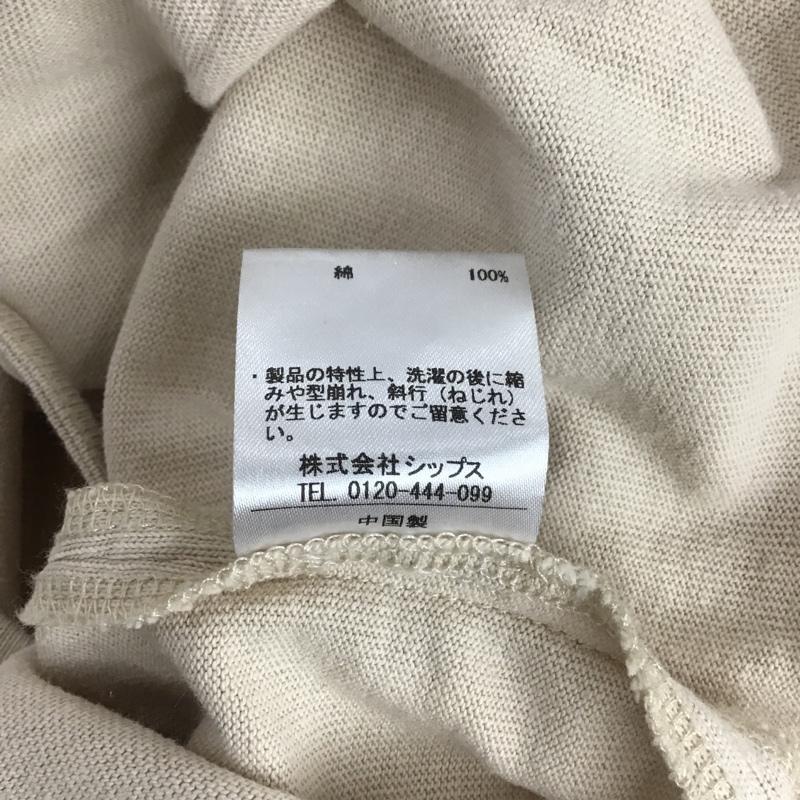 綿 100%
・製品の特性上、洗濯の後に縮
みや型崩れ、斜行（ねじれ）
が生じますのでご留意くださ
い。
株式会社シップス
TEL. 0120-444-099
中国製